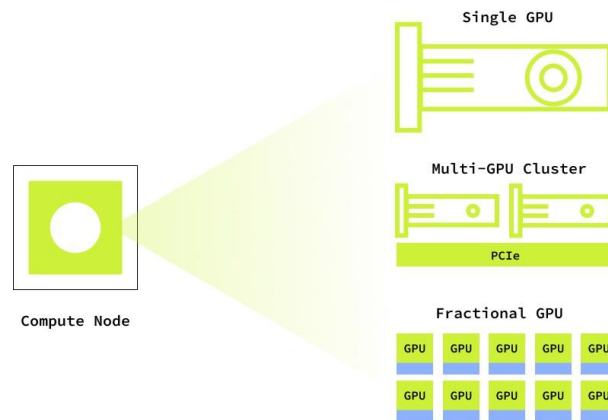 Single GPU
Multi-GPU Cluster
PCIe
Compute Node
Fractional GPU
GPU GPU GPU GPU GPU
GPU GPU GPU GPU GPU